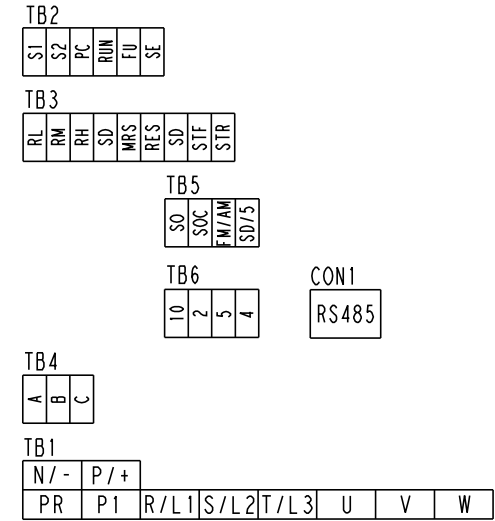 TB2
S1 S2 PC RUN FU SE
TB3
RL RM RH SD MRS RES SD STF STR
TB5
SO SOC FM/AM SD/5
TB6
10 2 5 4
CON1
RS485
TB4
A B C
TB1
N/- P/+
PR P1 R/L1 S/L2 T/L3 U V W